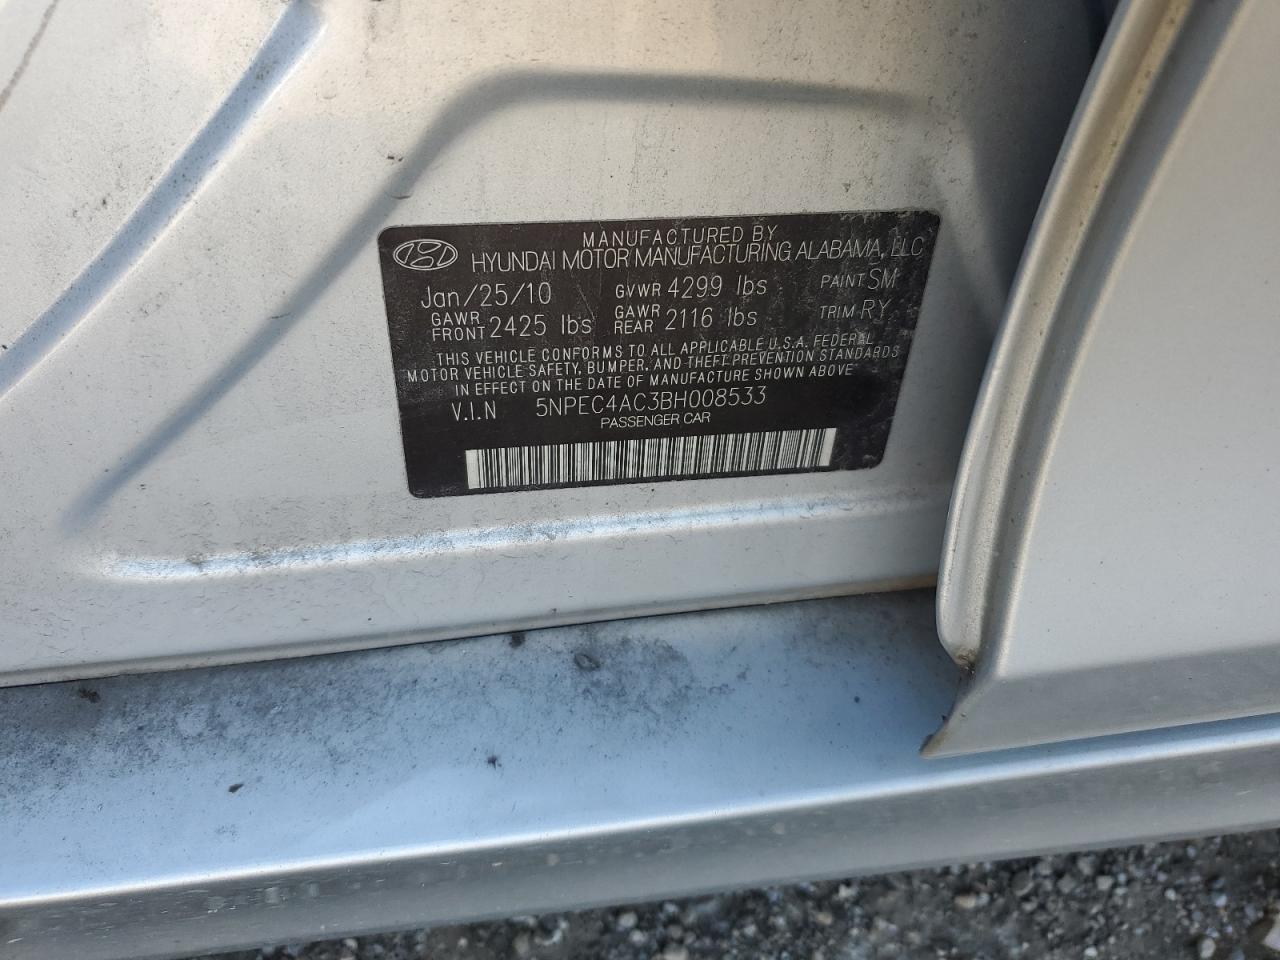 MANUFACTURED BY
HYUNDAI MOTOR MANUFACTURING ALABAMA, LLC
Jan/25/10 GVWR 4299 lbs PAINT SM
GAWR FRONT 2425 lbs GAWR REAR 2116 lbs TRIM RY
THIS VEHICLE CONFORMS TO ALL APPLICABLE U.S.A. FEDERAL
MOTOR VEHICLE SAFETY, BUMPER, AND THEFT PREVENTION STANDARDS
IN EFFECT ON THE DATE OF MANUFACTURE SHOWN ABOVE
V.I.N 5NPEC4AC3BH008533
PASSENGER CAR